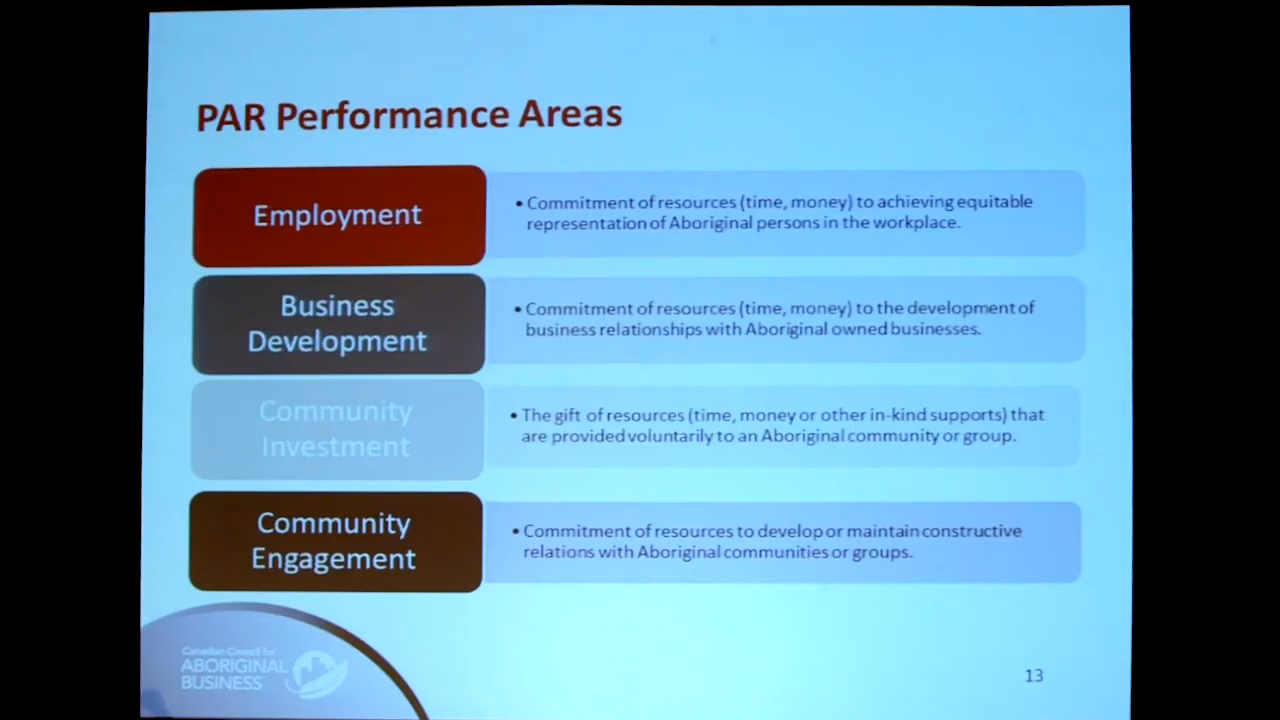 PAR Performance Areas
Employment
• Commitment of resources (time, money) to achieving equitable
representation of Aboriginal persons in the workplace.
Business
Development
• Commitment of resources (time, money) to the development of
business relationships with Aboriginal owned businesses.
Community
Investment
• The gift of resources (time, money or other in-kind supports) that
are provided voluntarily to an Aboriginal community or group.
Community
Engagement
• Commitment of resources to develop or maintain constructive
relations with Aboriginal communities or groups.
Canadian Council for
ABORIGINAL
BUSINESS
13